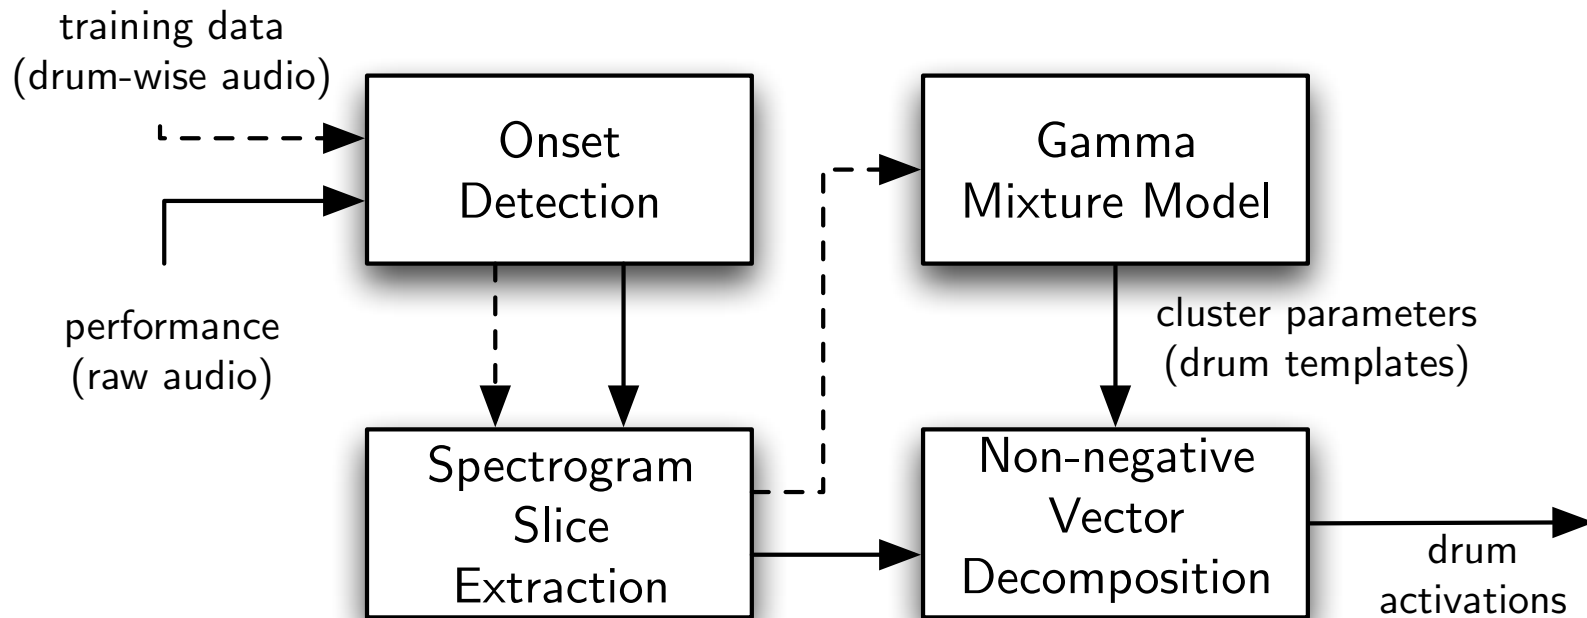 training data
(drum-wise audio)
Onset
Detection
Gamma
Mixture Model
performance
(raw audio)
cluster parameters
(drum templates)
Spectrogram
Slice
Extraction
Non-negative
Vector
Decomposition
drum
activations